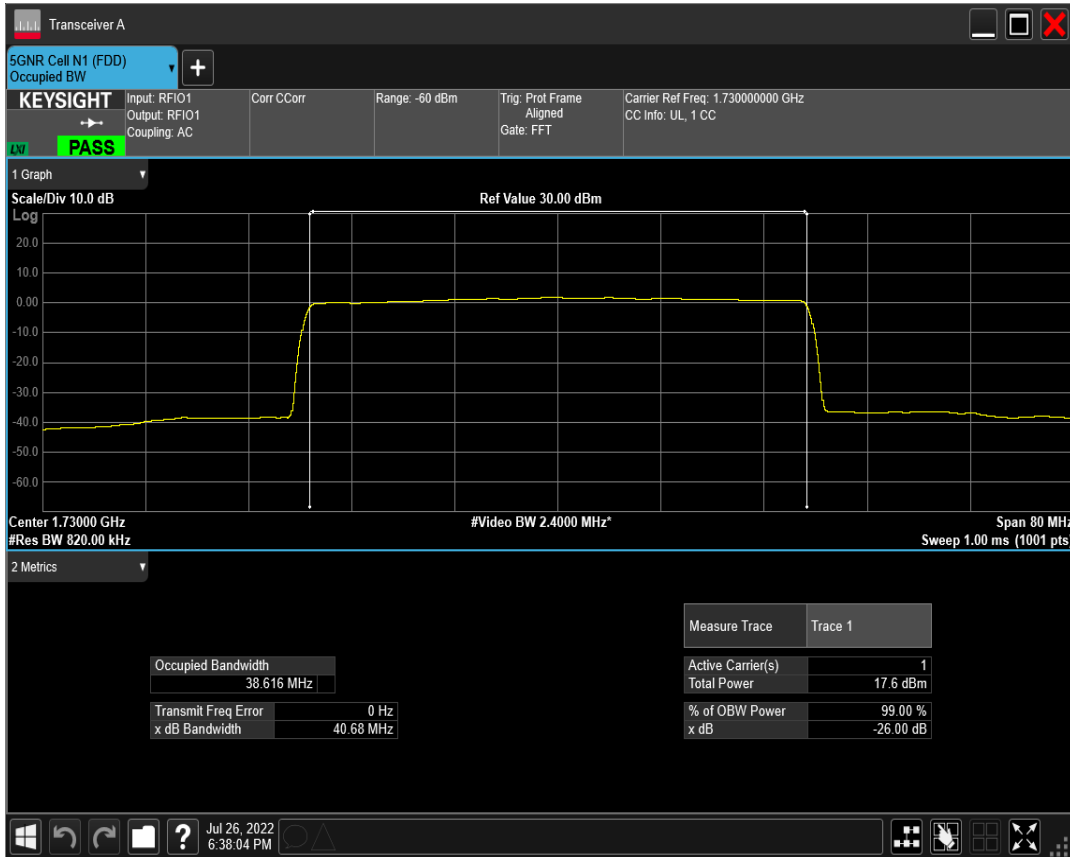 Transceiver A
5GNR Cell N1 (FDD)
Occupied BW
+
KEYSIGHT
LXI
PASS
Input: RFIO1
Output: RFIO1
Coupling: AC
Corr CCorr
Range: -60 dBm
Trig: Prot Frame
Aligned
Gate: FFT
Carrier Ref Freq: 1.730000000 GHz
CC Info: UL, 1 CC
1 Graph
Scale/Div 10.0 dB
Ref Value 30.00 dBm
Log
20.0
10.0
0.00
-10.0
-20.0
-30.0
-40.0
-50.0
-60.0
Center 1.73000 GHz
#Video BW 2.4000 MHz*
Span 80 MHz
#Res BW 820.00 kHz
Sweep 1.00 ms (1001 pts)
2 Metrics
Measure Trace Trace 1
Occupied Bandwidth
38.616 MHz
Active Carrier(s) 1
Total Power 17.6 dBm
Transmit Freq Error 0 Hz
x dB Bandwidth 40.68 MHz
% of OBW Power 99.00 %
x dB -26.00 dB
?
Jul 26, 2022
6:38:04 PM